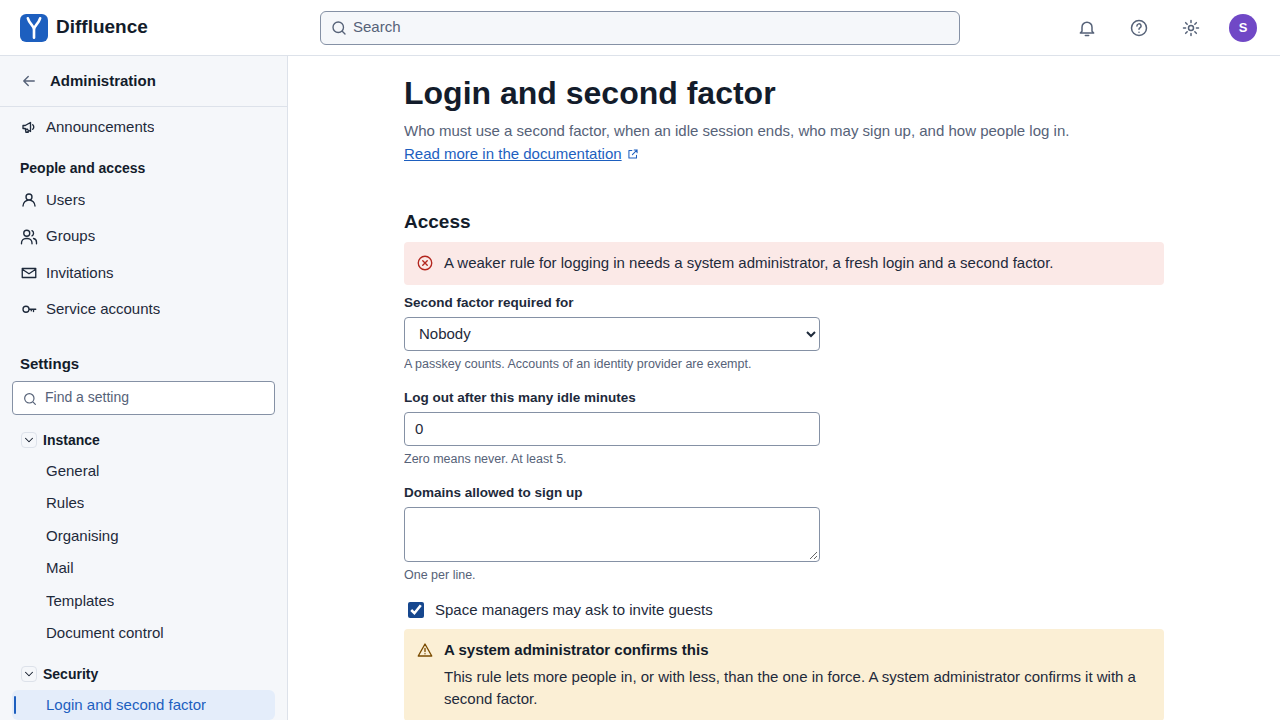 Diffluence
Search
S
Administration
Announcements
People and access
Users
Groups
Invitations
Service accounts
Settings
Find a setting
Instance
General
Rules
Organising
Mail
Templates
Document control
Security
Login and second factor
Login and second factor
Who must use a second factor, when an idle session ends, who may sign up, and how people log in.
Read more in the documentation
Access
A weaker rule for logging in needs a system administrator, a fresh login and a second factor.
Second factor required for
Nobody
A passkey counts. Accounts of an identity provider are exempt.
Log out after this many idle minutes
0
Zero means never. At least 5.
Domains allowed to sign up
One per line.
Space managers may ask to invite guests
A system administrator confirms this
This rule lets more people in, or with less, than the one in force. A system administrator confirms it with a
second factor.